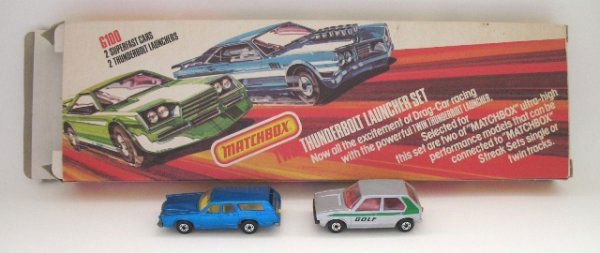 G100
2 SUPERFAST CARS
2 THUNDERBOLT LAUNCHERS
MATCHBOX
TWIN THUNDERBOLT LAUNCHER SET
Now all the excitement of Drag-Car racing
with the powerful TWIN THUNDERBOLT LAUNCHER
Selected for
this set are two of "MATCHBOX" ultra-high
performance models that can be
connected to "MATCHBOX"
Streak Sets single or
twin tracks.
GOLF